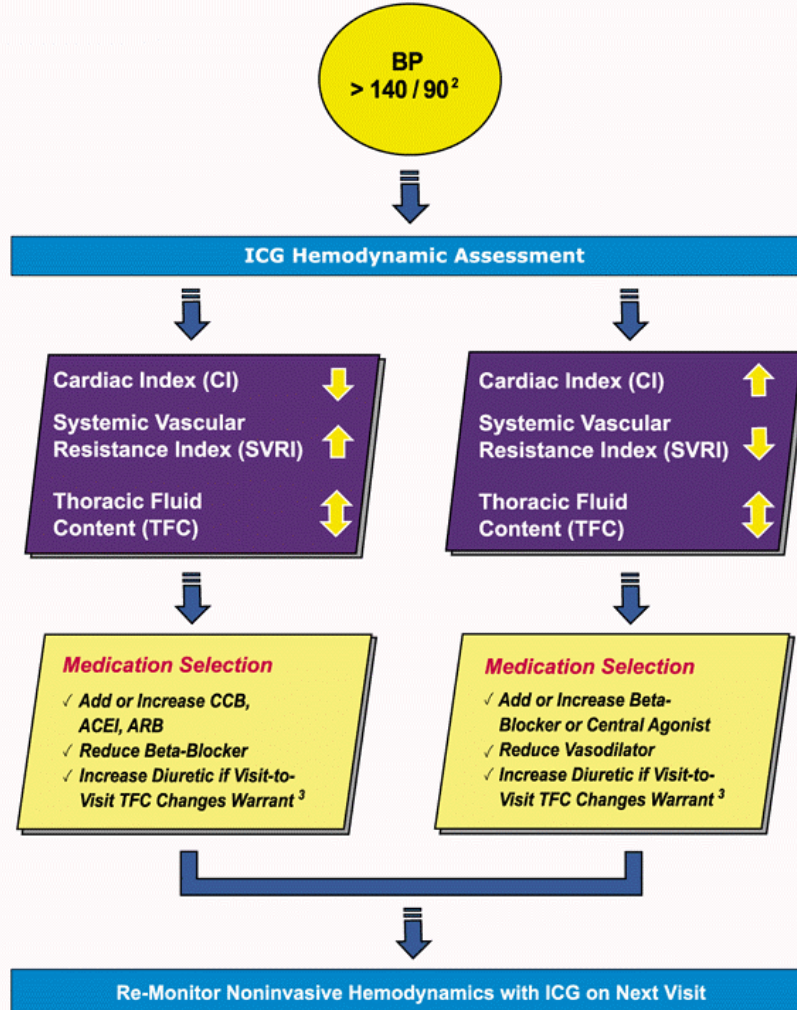 BP
> 140 / 90²
ICG Hemodynamic Assessment
Cardiac Index (CI)
Systemic Vascular
Resistance Index (SVRI)
Thoracic Fluid
Content (TFC)
Cardiac Index (CI)
Systemic Vascular
Resistance Index (SVRI)
Thoracic Fluid
Content (TFC)
Medication Selection
✓ Add or Increase CCB,
ACEI, ARB
✓ Reduce Beta-Blocker
✓ Increase Diuretic if Visit-to-
Visit TFC Changes Warrant ³
Medication Selection
✓ Add or Increase Beta-
Blocker or Central Agonist
✓ Reduce Vasodilator
✓ Increase Diuretic if Visit-to-
Visit TFC Changes Warrant ³
Re-Monitor Noninvasive Hemodynamics with ICG on Next Visit